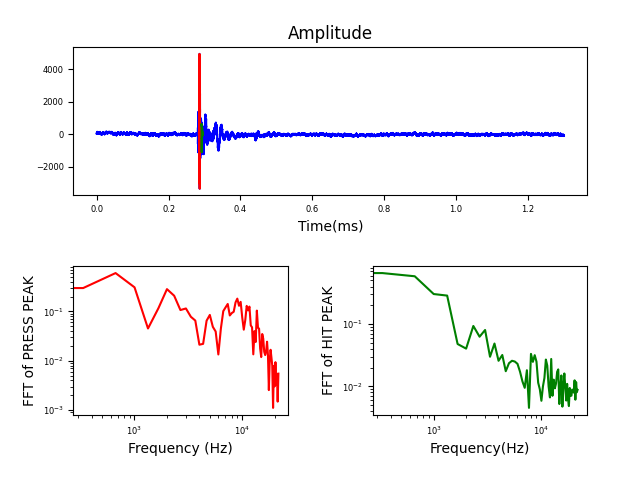 Amplitude
4000
2000
0
−2000
0.0 0.2 0.4 0.6 0.8 1.0 1.2
Time(ms)
FFT of PRESS PEAK
10⁻¹
10⁻²
10⁻³
10³ 10⁴
Frequency (Hz)
FFT of HIT PEAK
10⁻¹
10⁻²
10³ 10⁴
Frequency(Hz)